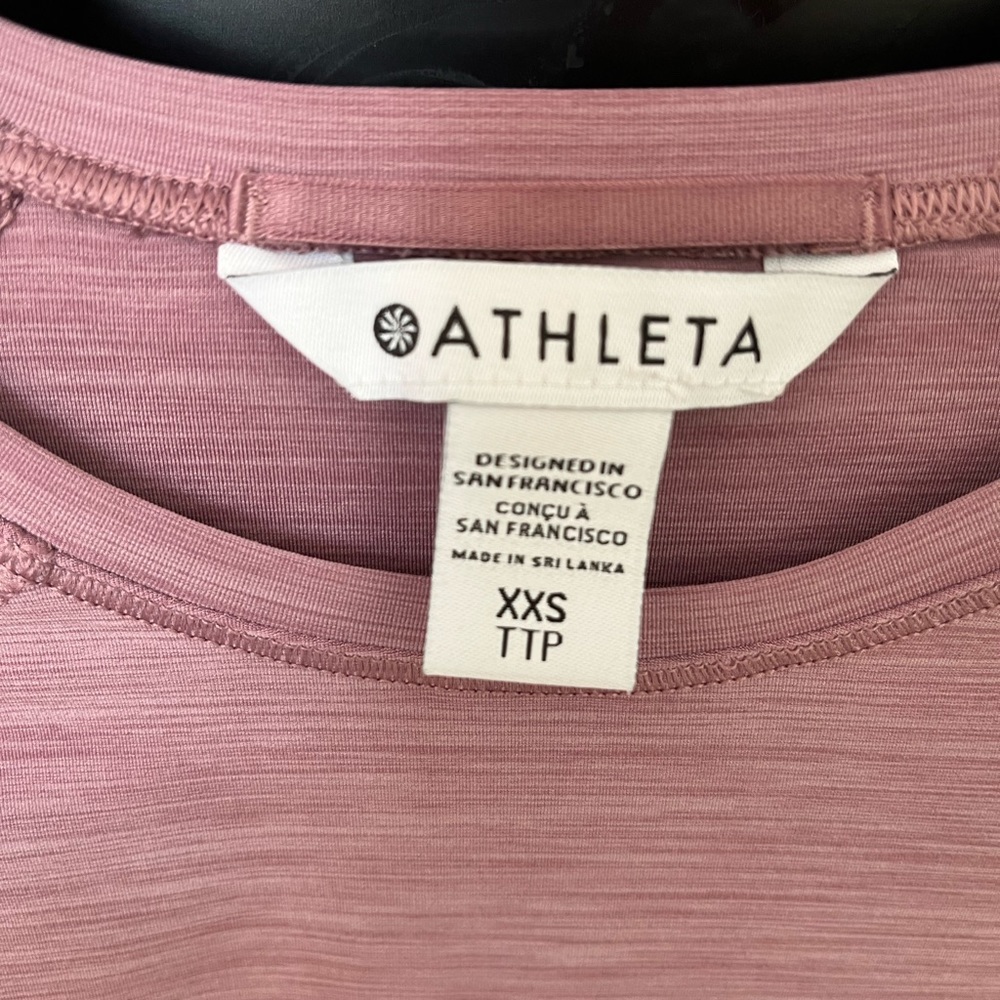 ATHLETA
DESIGNED IN
SAN FRANCISCO
CONÇU À
SAN FRANCISCO
MADE IN SRI LANKA
XXS
TTP